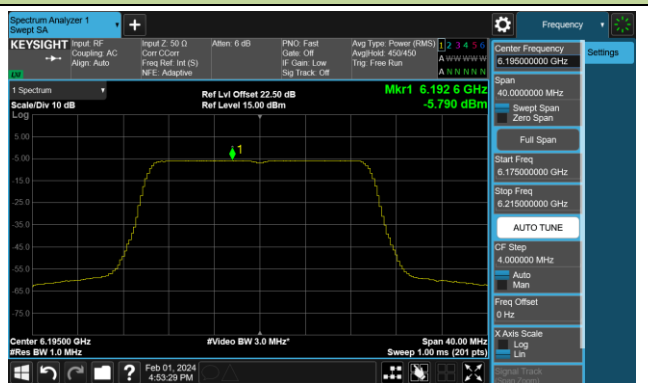 Spectrum Analyzer 1
Swept SA
Frequency
KEYSIGHT
Input: RF
Coupling: AC
Align: Auto
Input Z: 50 Ω
Corr CCorr
Freq Ref: Int (S)
NFE: Adaptive
Atten: 6 dB
PNO: Fast
Gate: Off
IF Gain: Low
Sig Track: Off
Avg Type: Power (RMS)
Avg|Hold: 450/450
Trig: Free Run
1 2 3 4 5 6
A W W W W W
A N N N N N
LXI
Center Frequency
6.195000000 GHz
Settings
Span
40.0000000 MHz
Swept Span
Zero Span
Full Span
Start Freq
6.175000000 GHz
Stop Freq
6.215000000 GHz
AUTO TUNE
CF Step
4.000000 MHz
Auto
Man
Freq Offset
0 Hz
X Axis Scale
Log
Lin
Signal Track
(Span Zoom)
1 Spectrum
Scale/Div 10 dB
Log
Ref Lvl Offset 22.50 dB
Ref Level 15.00 dBm
Mkr1 6.192 6 GHz
-5.790 dBm
1
5.00
-5.00
-15.0
-25.0
-35.0
-45.0
-55.0
-65.0
-75.0
Center 6.19500 GHz
#Res BW 1.0 MHz
#Video BW 3.0 MHz*
Span 40.00 MHz
Sweep 1.00 ms (201 pts)
Feb 01, 2024
4:53:29 PM